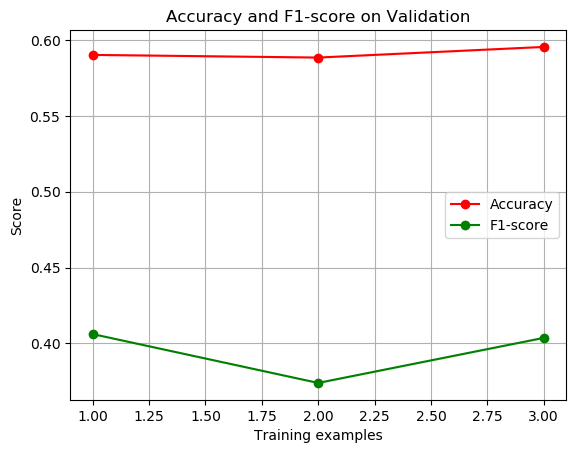 Accuracy and F1-score on Validation
0.60
0.55
0.50
0.45
0.40
Score
Accuracy
F1-score
1.00 1.25 1.50 1.75 2.00 2.25 2.50 2.75 3.00
Training examples